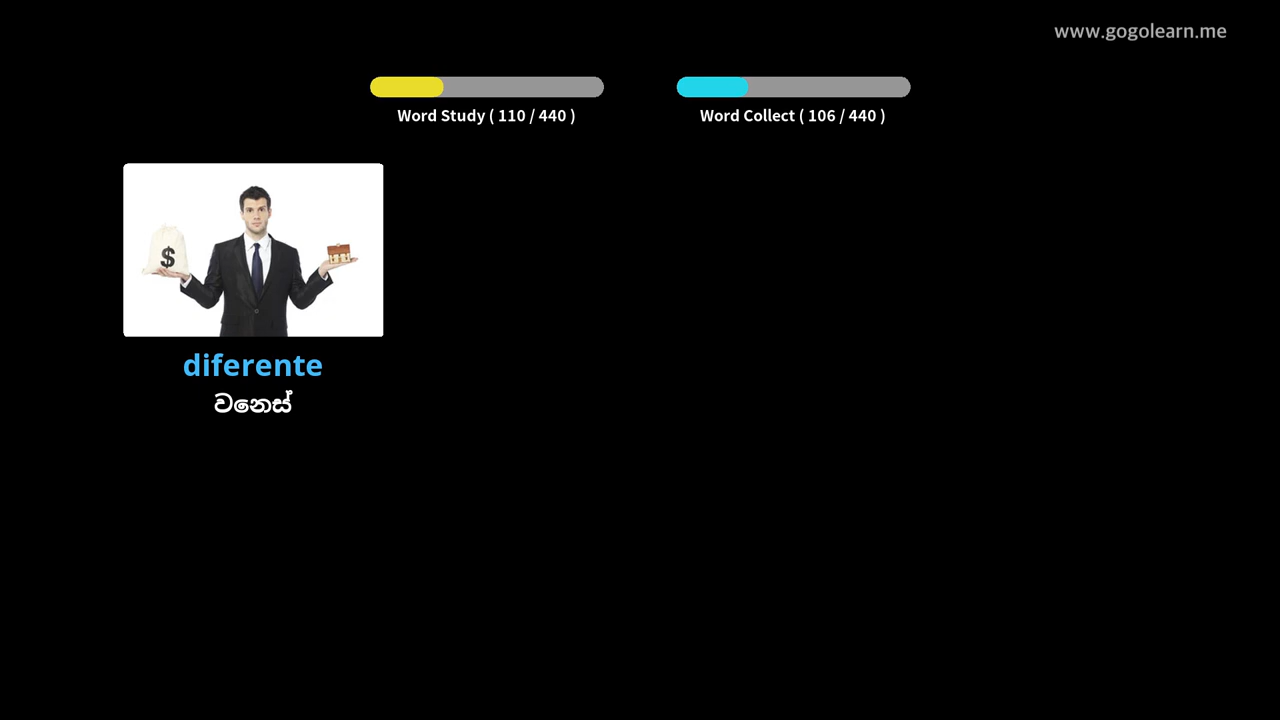 www.gogolearn.me
Word Study ( 110 / 440 )
Word Collect ( 106 / 440 )
$
diferente
වෙනස්